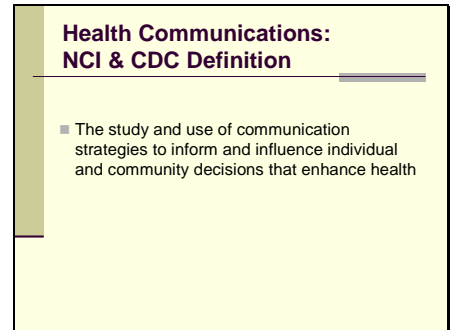 Health Communications:
NCI & CDC Definition
The study and use of communication
strategies to inform and influence individual
and community decisions that enhance health